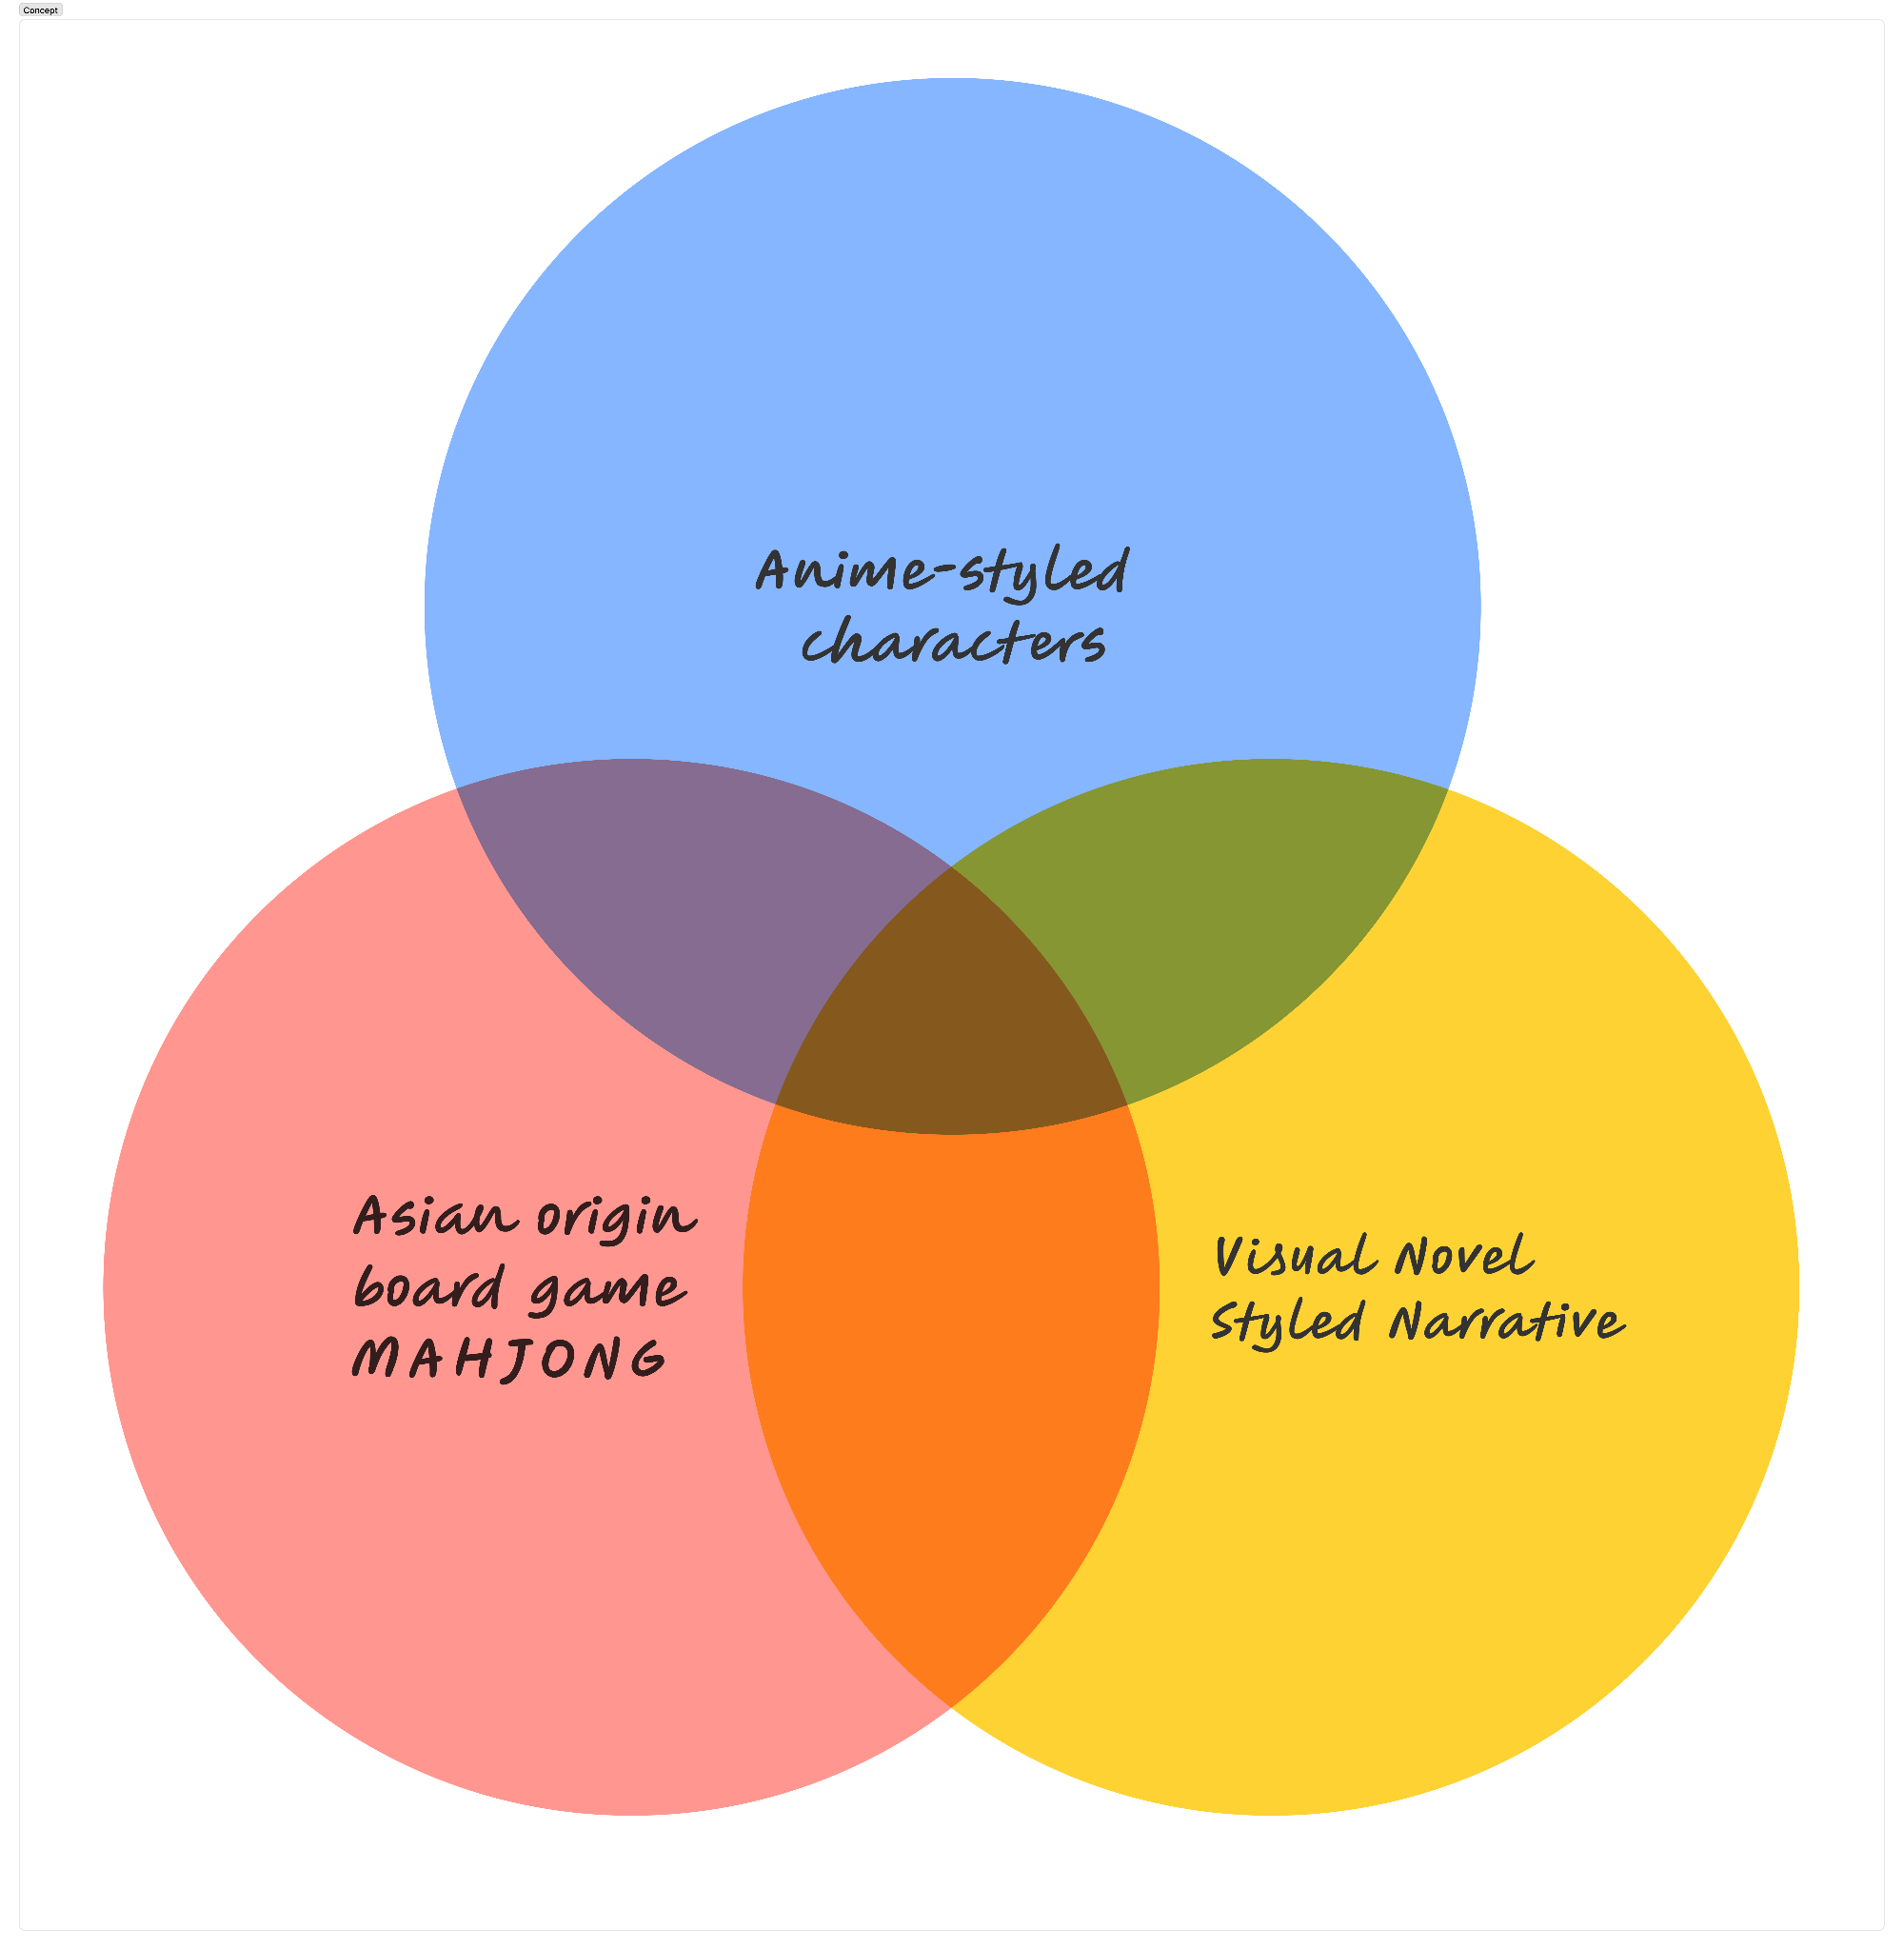 Concept
Anime-styled
characters
Asian origin
board game
MAHJONG
Visual Novel
Styled Narrative